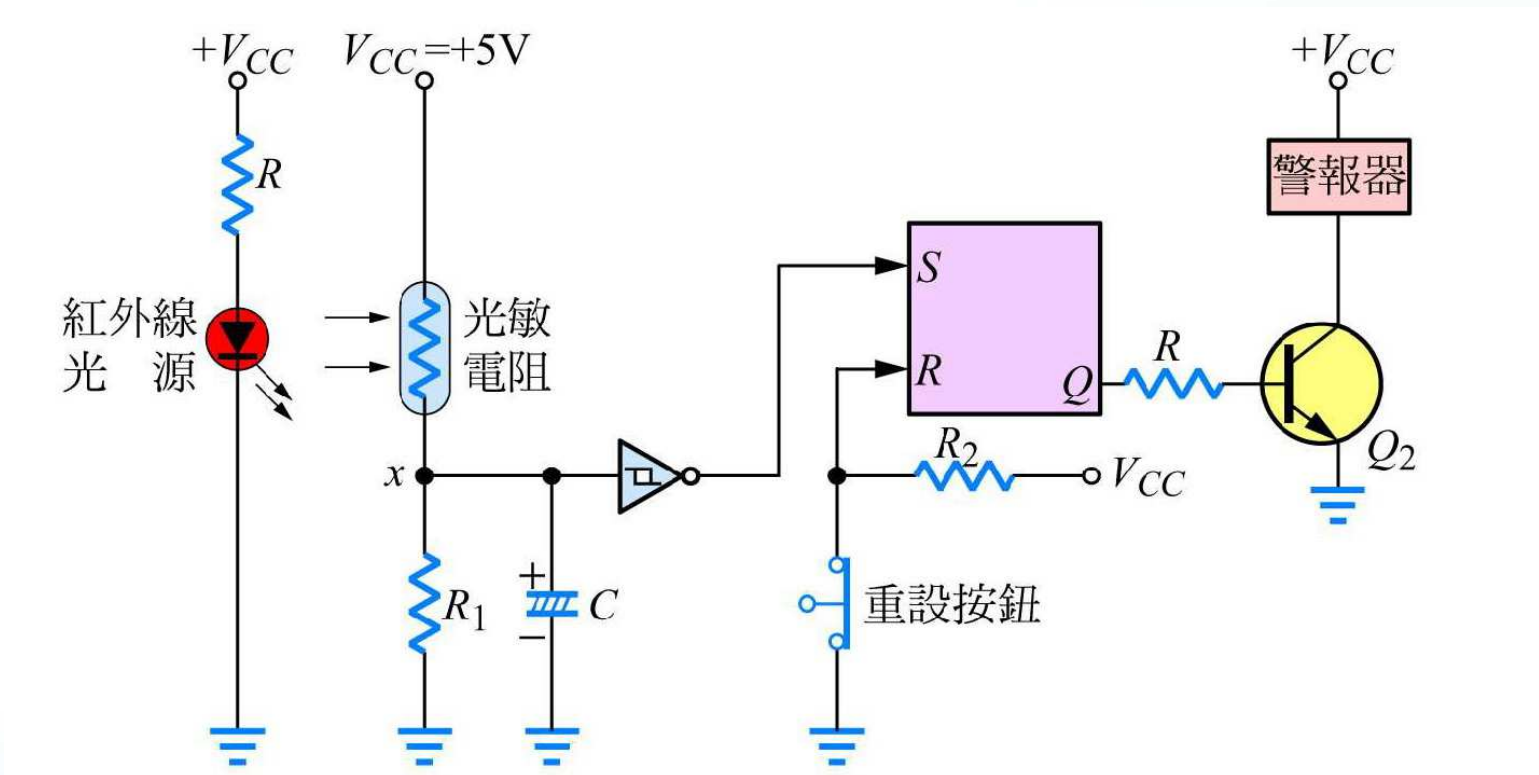 +VCC
VCC=+5V
+VCC
R
警報器
紅外線
光 源
光敏
電阻
S
R
Q
R
Q2
x
R2
VCC
R1
+
−
C
重設按鈕